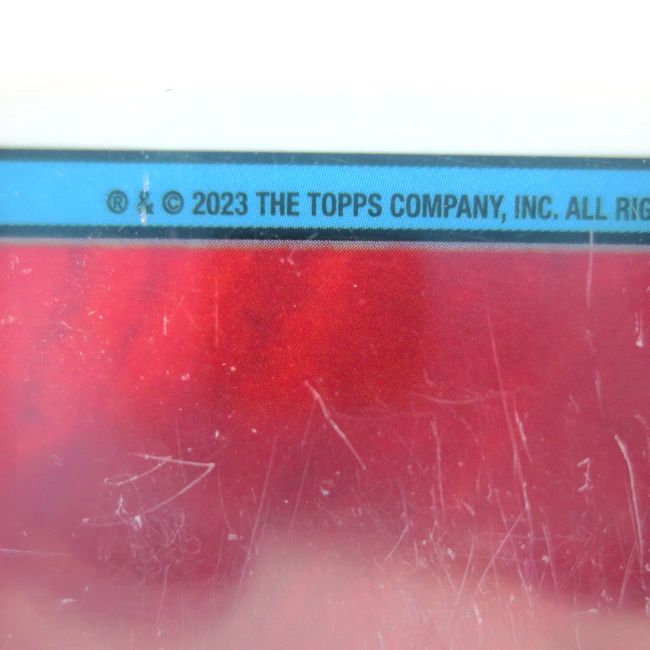 ® & © 2023 THE TOPPS COMPANY, INC. ALL RIG